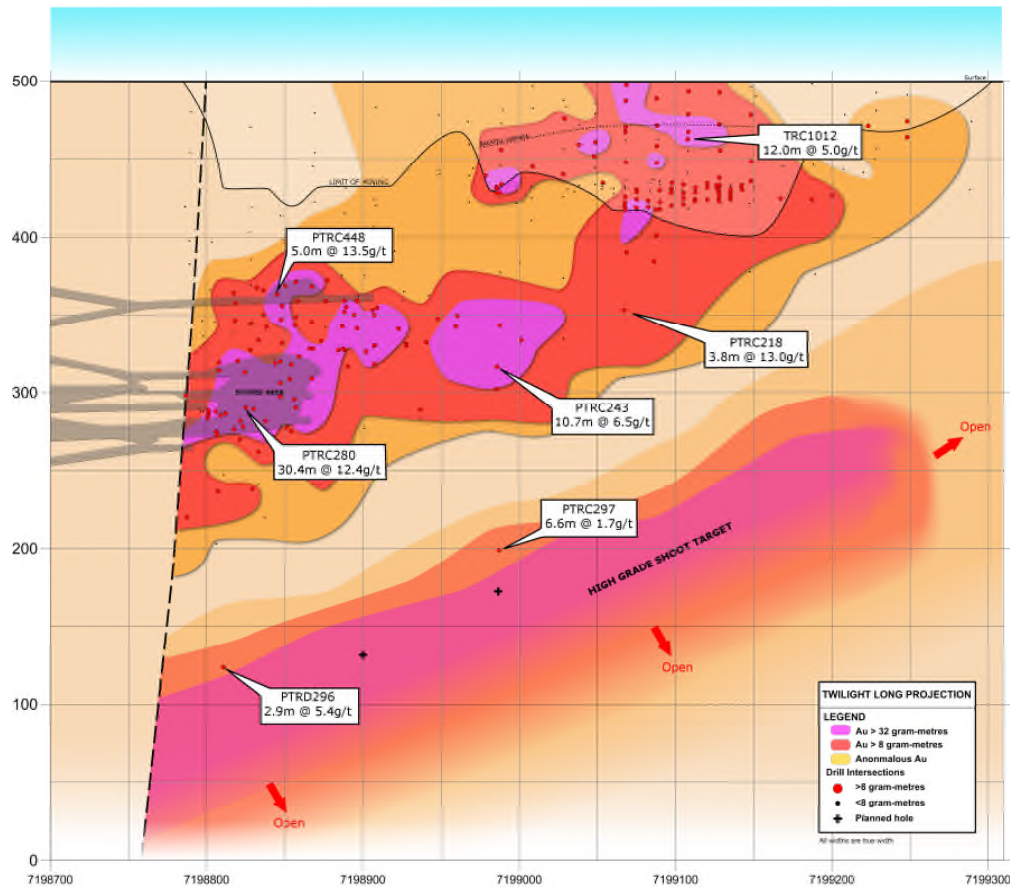 500
Surface
TRC1012
12.0m @ 5.0g/t
LIMIT OF MINING
400
PTRC448
5.0m @ 13.5g/t
PTRC218
3.8m @ 13.0g/t
300
PTRC243
10.7m @ 6.5g/t
PTRC280
30.4m @ 12.4g/t
Open
PTRC297
6.6m @ 1.7g/t
200
HIGH GRADE SHOOT TARGET
Open
PTRD296
2.9m @ 5.4g/t
100
Open
TWILIGHT LONG PROJECTION
LEGEND
Au > 32 gram-metres
Au > 8 gram-metres
Anonmalous Au
Drill Intersections
>8 gram-metres
<8 gram-metres
Planned hole
All widths are true width
0
7198700
7198800
7198900
7199000
7199100
7199200
7199300